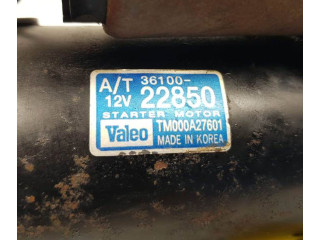 A/T 36100-
12V 22850
STARTER MOTOR
Valeo TM000A27601
MADE IN KOREA